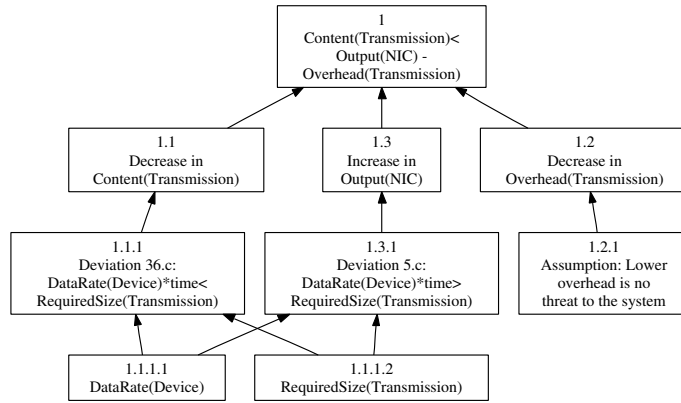 1
Content(Transmission)<
Output(NIC) -
Overhead(Transmission)
1.1
Decrease in
Content(Transmission)
1.3
Increase in
Output(NIC)
1.2
Decrease in
Overhead(Transmission)
1.1.1
Deviation 36.c:
DataRate(Device)*time<
RequiredSize(Transmission)
1.3.1
Deviation 5.c:
DataRate(Device)*time>
RequiredSize(Transmission)
1.2.1
Assumption: Lower
overhead is no
threat to the system
1.1.1.1
DataRate(Device)
1.1.1.2
RequiredSize(Transmission)